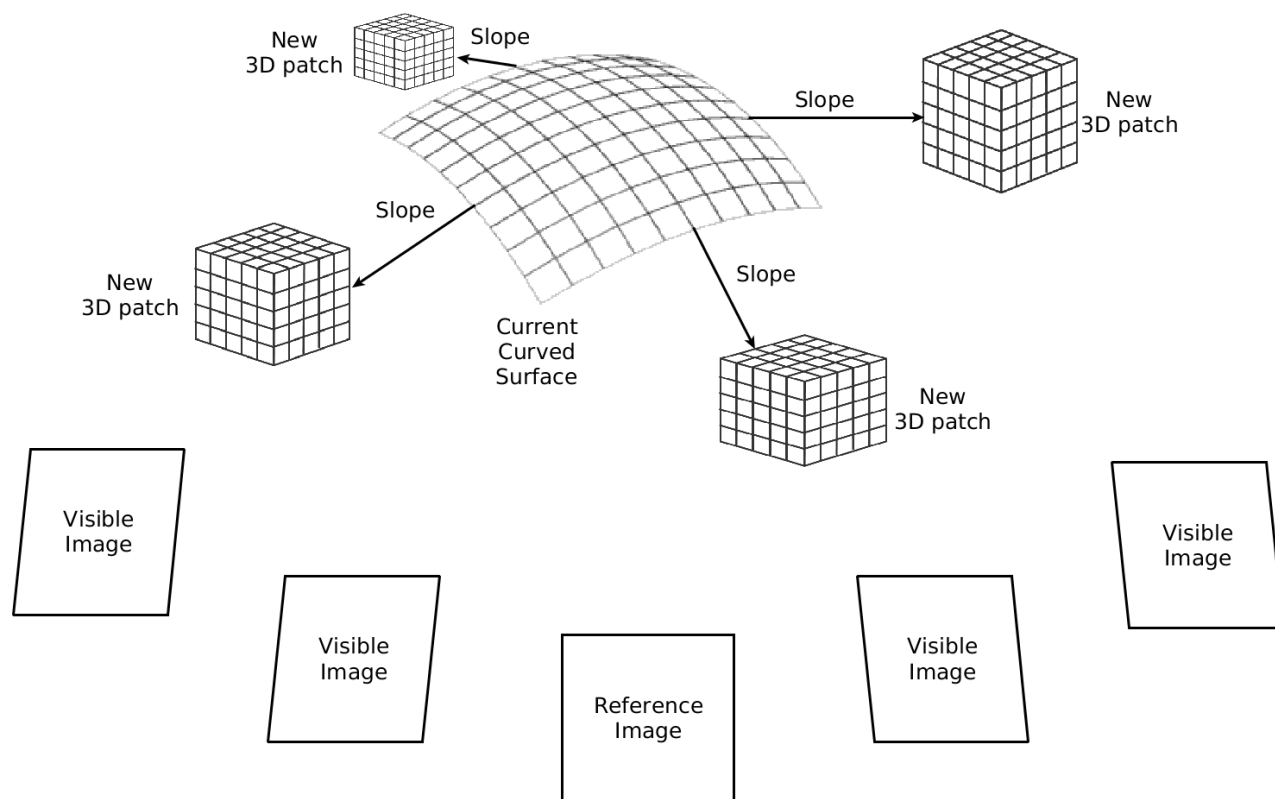 New
3D patch
Slope
Slope
New
3D patch
Slope
New
3D patch
Slope
Current
Curved
Surface
New
3D patch
Visible
Image
Visible
Image
Visible
Image
Visible
Image
Reference
Image